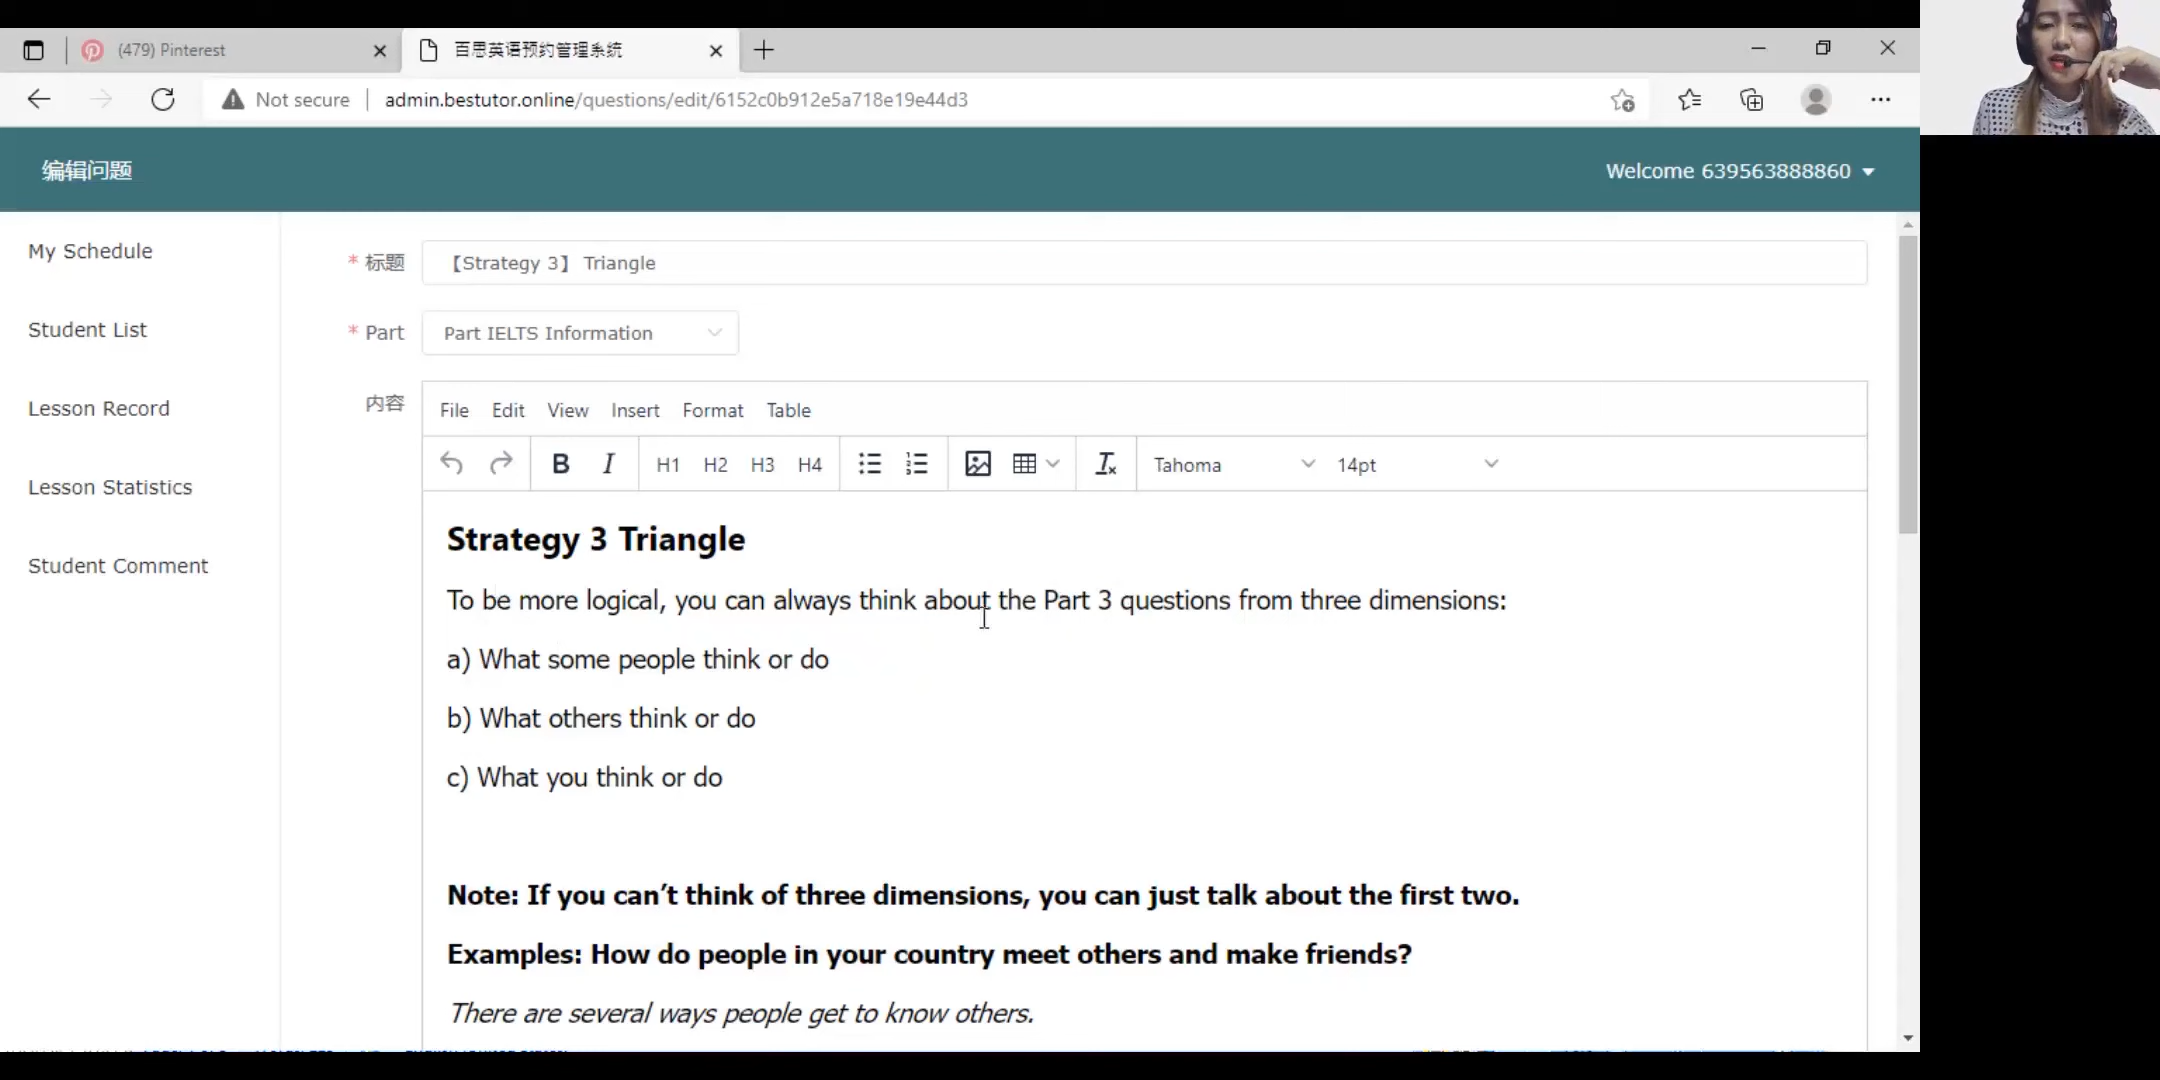 (479) Pinterest
百思英语预约管理系统
Not secure
admin.bestutor.online/questions/edit/6152c0b912e5a718e19e44d3
编辑问题
Welcome 639563888860
My Schedule
Student List
Lesson Record
Lesson Statistics
Student Comment
* 标题
【Strategy 3】 Triangle
* Part
Part IELTS Information
内容
File Edit View Insert Format Table
B I H1 H2 H3 H4 Tahoma 14pt
Strategy 3 Triangle
To be more logical, you can always think about the Part 3 questions from three dimensions:
a) What some people think or do
b) What others think or do
c) What you think or do
Note: If you can’t think of three dimensions, you can just talk about the first two.
Examples: How do people in your country meet others and make friends?
There are several ways people get to know others.